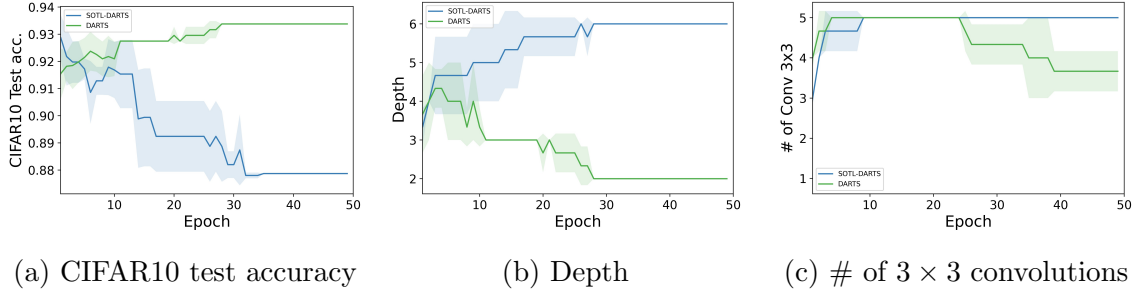 CIFAR10 Test acc.
0.94
0.93
0.92
0.91
0.90
0.89
0.88
SOTL-DARTS
DARTS
10
20
30
40
50
Epoch
Depth
6
5
4
3
2
SOTL-DARTS
DARTS
10
20
30
40
50
Epoch
# of Conv 3x3
5
4
3
2
1
SOTL-DARTS
DARTS
10
20
30
40
50
Epoch
(a) CIFAR10 test accuracy
(b) Depth
(c) # of 3 × 3 convolutions